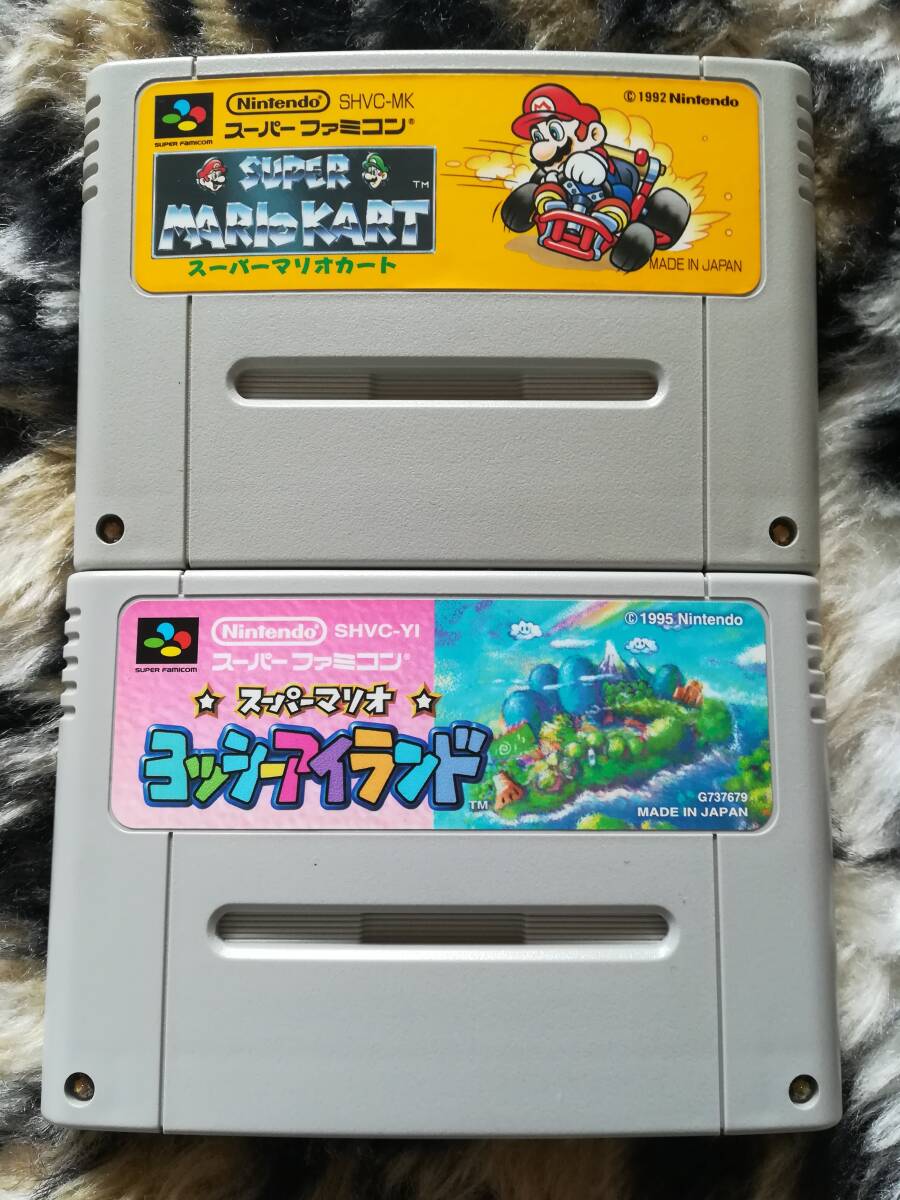 Nintendo SHVC-MK
© 1992 Nintendo
スーパーファミコン®
SUPER FAMICOM
SUPER
MARIO KART™
スーパーマリオカート
MADE IN JAPAN
M
Nintendo SHVC-YI
© 1995 Nintendo
スーパーファミコン®
SUPER FAMICOM
スーパーマリオ
ヨッシーアイランド™
G737679
MADE IN JAPAN